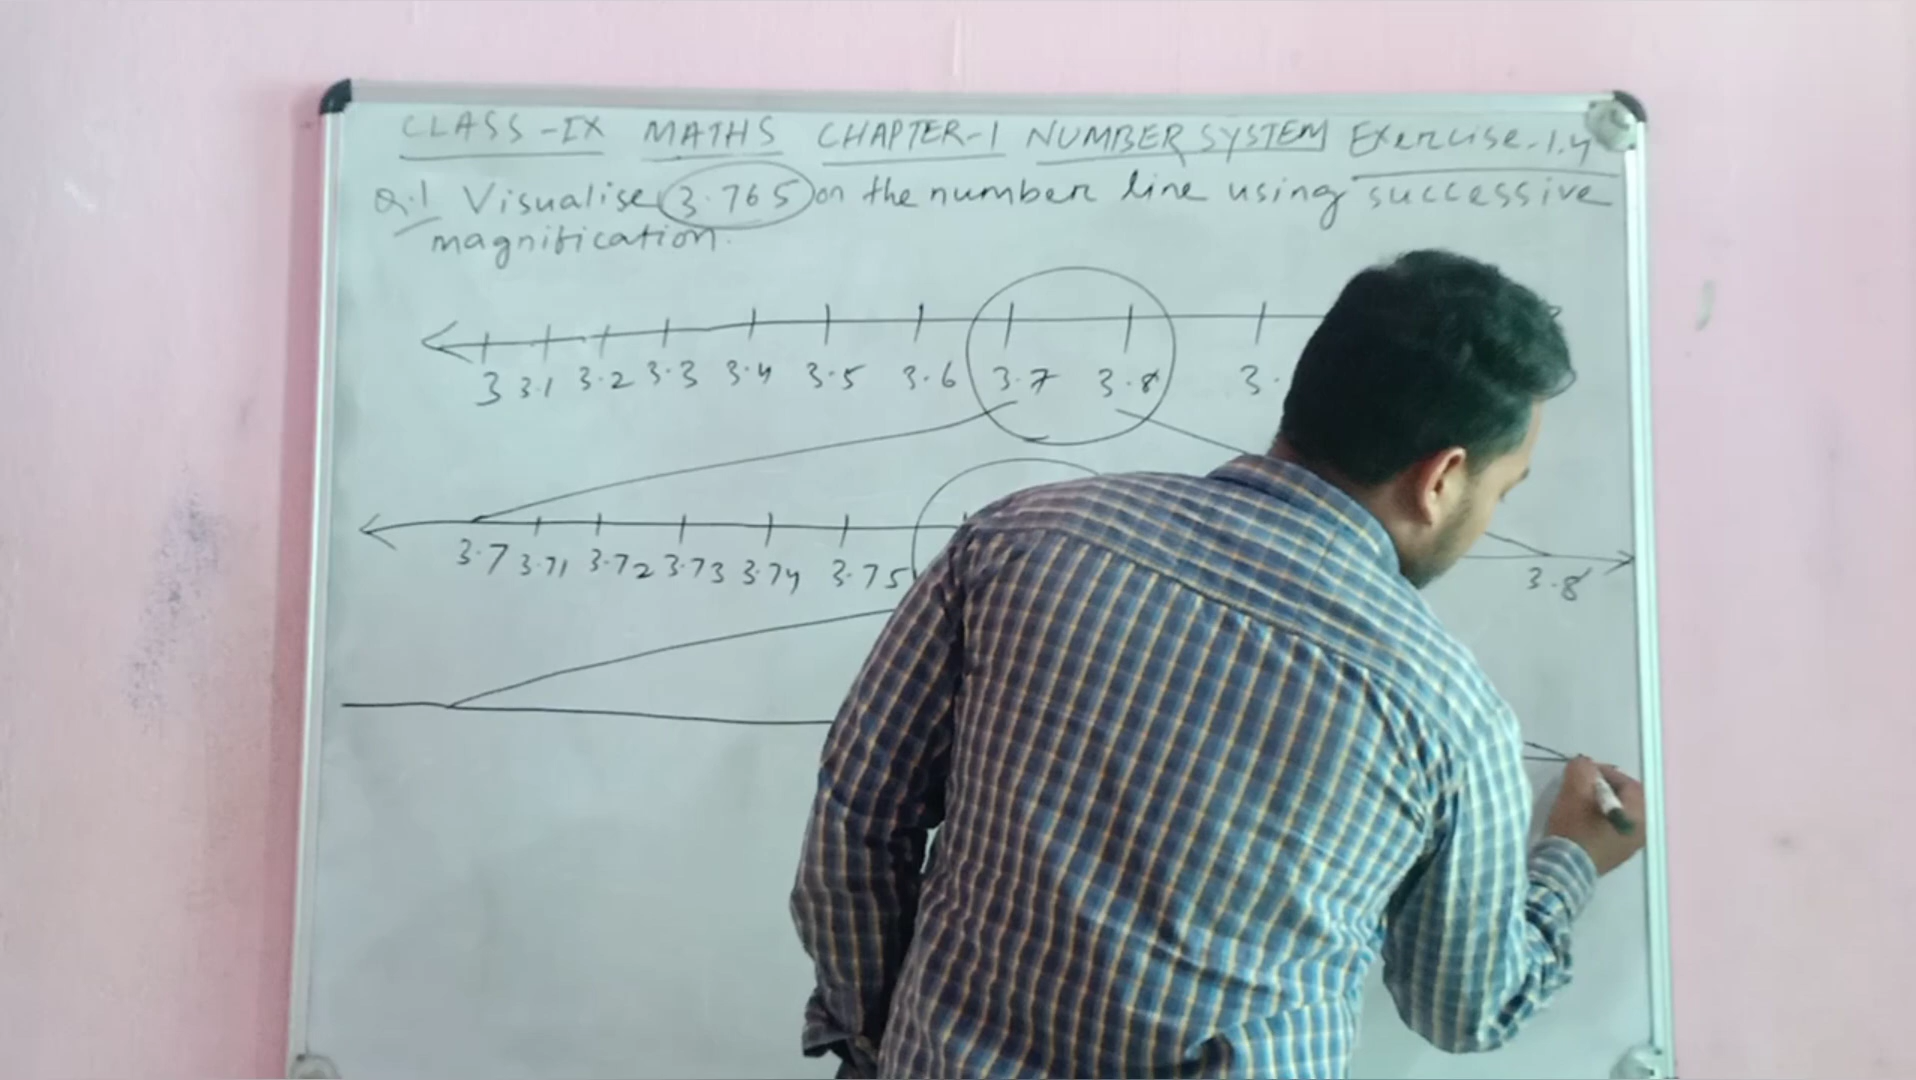 CLASS-IX MATHS CHAPTER-1 NUMBER SYSTEM Exercise-1.4
Q.1 Visualise 3.765 on the number line using successive
magnification.
3 3.1 3.2 3.3 3.4 3.5 3.6 3.7 3.8 3.
3.7 3.71 3.72 3.73 3.74 3.75 3.8